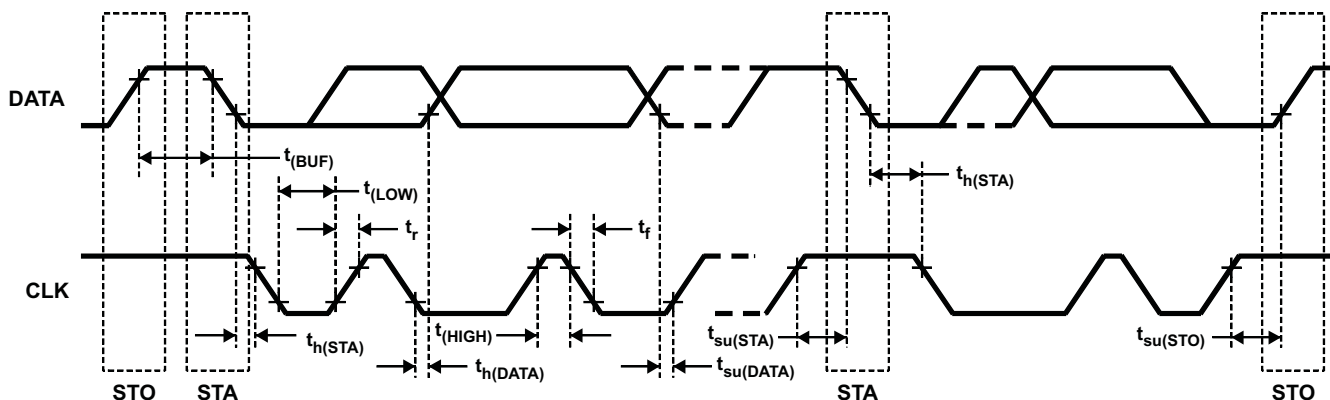 DATA
t(BUF)
t(LOW)
th(STA)
tr
tf
CLK
th(STA)
t(HIGH)
th(DATA)
tsu(DATA)
tsu(STA)
tsu(STO)
STO
STA
STA
STO